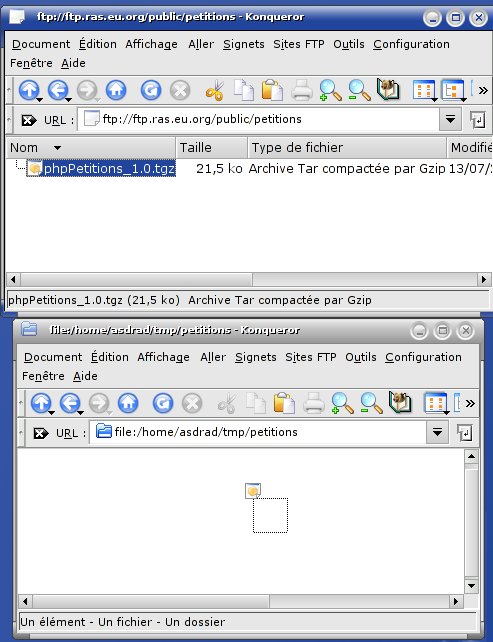 ftp://ftp.ras.eu.org/public/petitions - Konqueror
Document Édition Affichage Aller Signets Sites FTP Outils Configuration
Fenêtre Aide
»
URL : ftp://ftp.ras.eu.org/public/petitions
Nom Taille Type de fichier Modifié
phpPetitions_1.0.tgz 21,5 ko Archive Tar compactée par Gzip 13/07/2
phpPetitions_1.0.tgz (21,5 ko) Archive Tar compactée par Gzip
file:/home/asdrad/tmp/petitions - Konqueror
Document Édition Affichage Aller Signets Sites FTP Outils Configuration
Fenêtre Aide
»
URL : file:/home/asdrad/tmp/petitions
Un élément - Un fichier - Un dossier